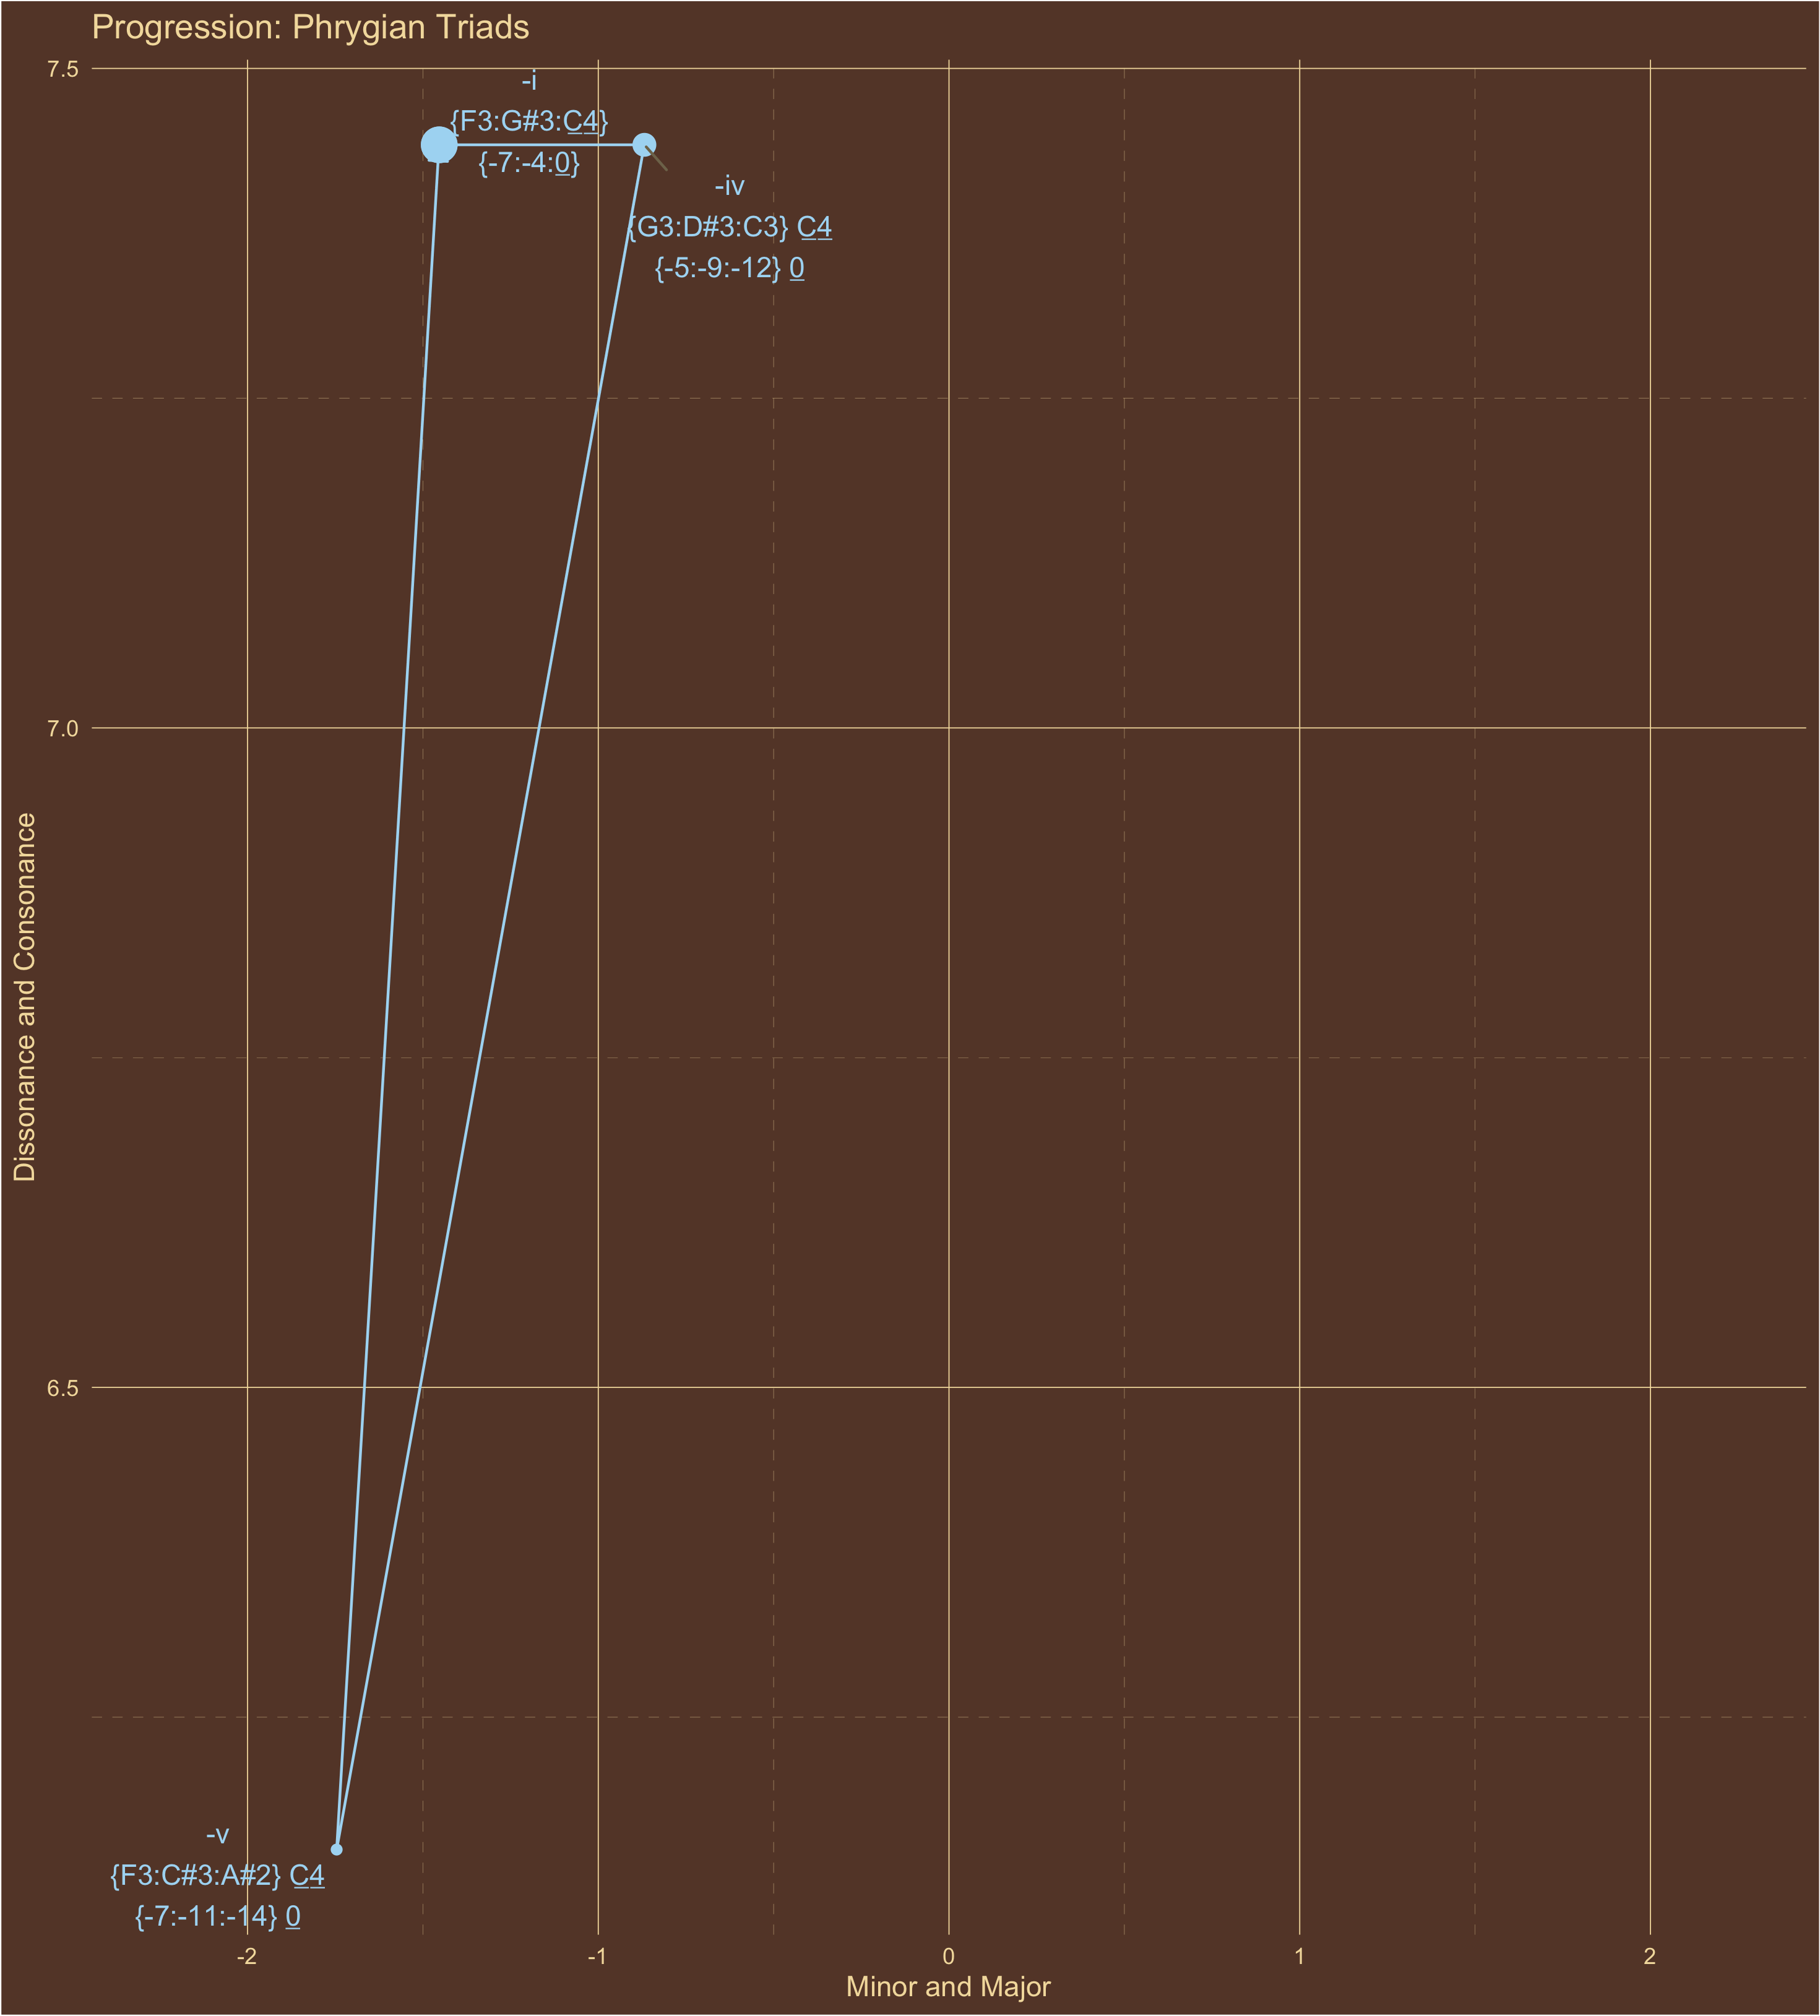 Progression: Phrygian Triads
7.5
-i
{F3:G#3:C4}
{-7:-4:0}
-iv
{G3:D#3:C3} C4
{-5:-9:-12} 0
7.0
Dissonance and Consonance
6.5
-v
{F3:C#3:A#2} C4
{-7:-11:-14} 0
-2
-1
0
1
2
Minor and Major